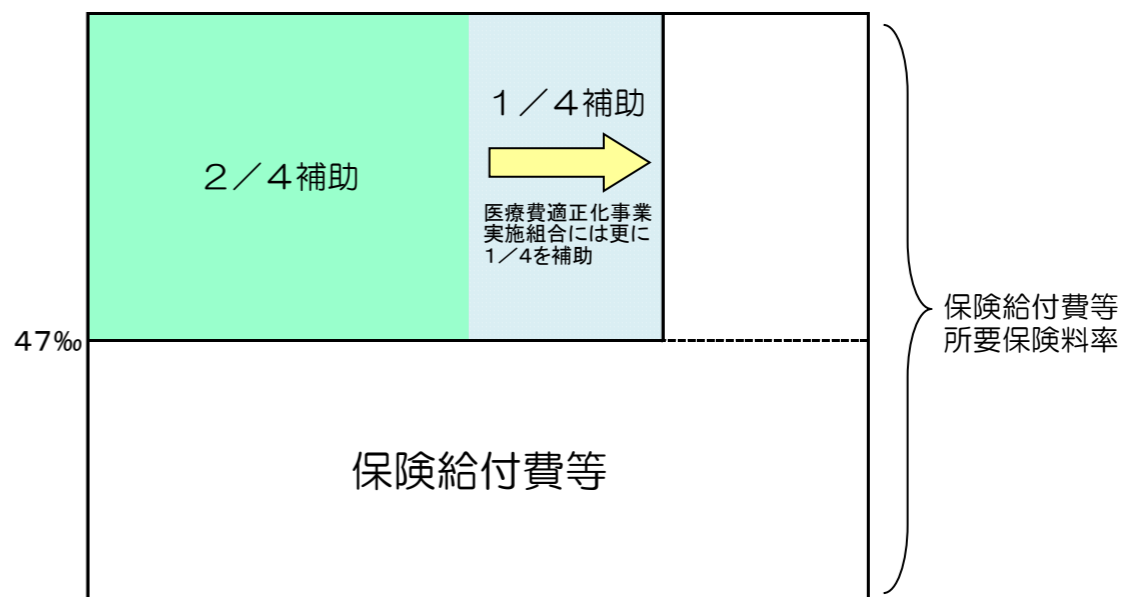 1／4補助
2／4補助
医療費適正化事業
実施組合には更に
1／4を補助
47‰
保険給付費等
所要保険料率
保険給付費等